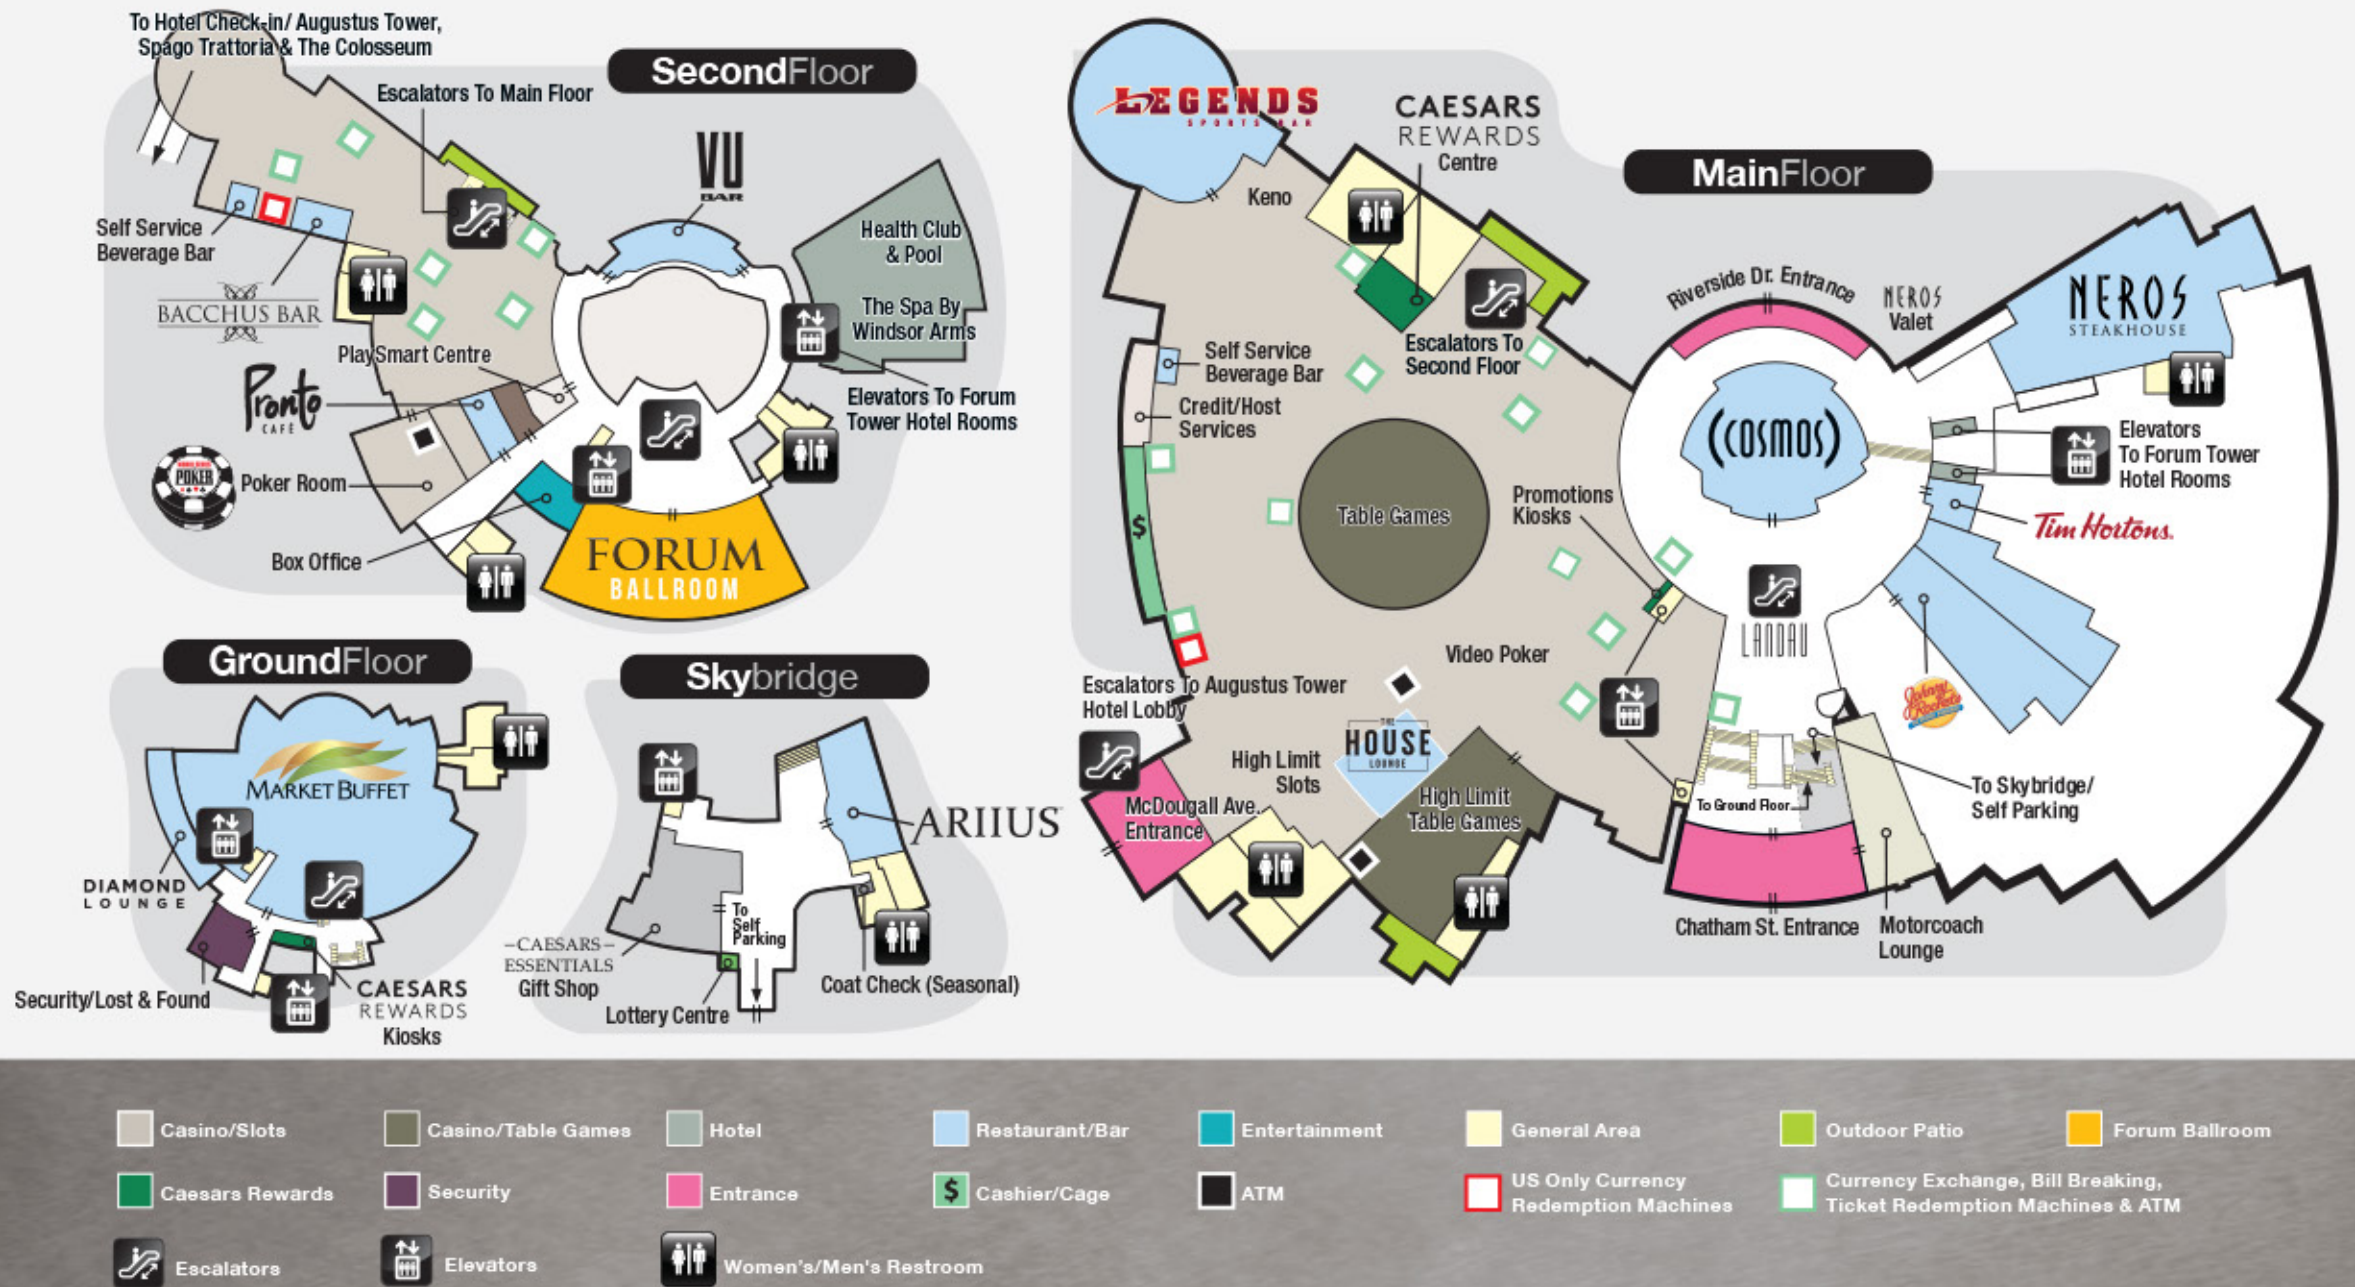 To Hotel Check-in/ Augustus Tower,
Spago Trattoria & The Colosseum
SecondFloor
Escalators To Main Floor
VU
BAR
Self Service
Beverage Bar
BACCHUS BAR
PlaySmart Centre
Pronto
CAFÉ
POKER
Poker Room
Box Office
Health Club
& Pool
The Spa By
Windsor Arms
Elevators To Forum
Tower Hotel Rooms
FORUM
BALLROOM
GroundFloor
MARKET BUFFET
DIAMOND
LOUNGE
Security/Lost & Found
CAESARS
REWARDS
Kiosks
Skybridge
ARIIUS
To
Self
Parking
–CAESARS–
ESSENTIALS
Gift Shop
Lottery Centre
Coat Check (Seasonal)
MainFloor
LEGENDS
SPORTS BAR
CAESARS
REWARDS
Centre
Keno
Escalators To
Second Floor
Self Service
Beverage Bar
Credit/Host
Services
$
Table Games
Promotions
Kiosks
Video Poker
Escalators To Augustus Tower
Hotel Lobby
THE
HOUSE
LOUNGE
High Limit
Slots
High Limit
Table Games
McDougall Ave.
Entrance
Riverside Dr. Entrance
NEROS
Valet
NEROS
STEAKHOUSE
(COSMOS)
Elevators
To Forum Tower
Hotel Rooms
Tim Hortons.
LANDAU
Johnny
Rockets
To Skybridge/
Self Parking
To Ground Floor
Chatham St. Entrance
Motorcoach
Lounge
Casino/Slots
Casino/Table Games
Hotel
Restaurant/Bar
Entertainment
General Area
Outdoor Patio
Forum Ballroom
Caesars Rewards
Security
Entrance
$ Cashier/Cage
ATM
US Only Currency
Redemption Machines
Currency Exchange, Bill Breaking,
Ticket Redemption Machines & ATM
Escalators
Elevators
Women's/Men's Restroom